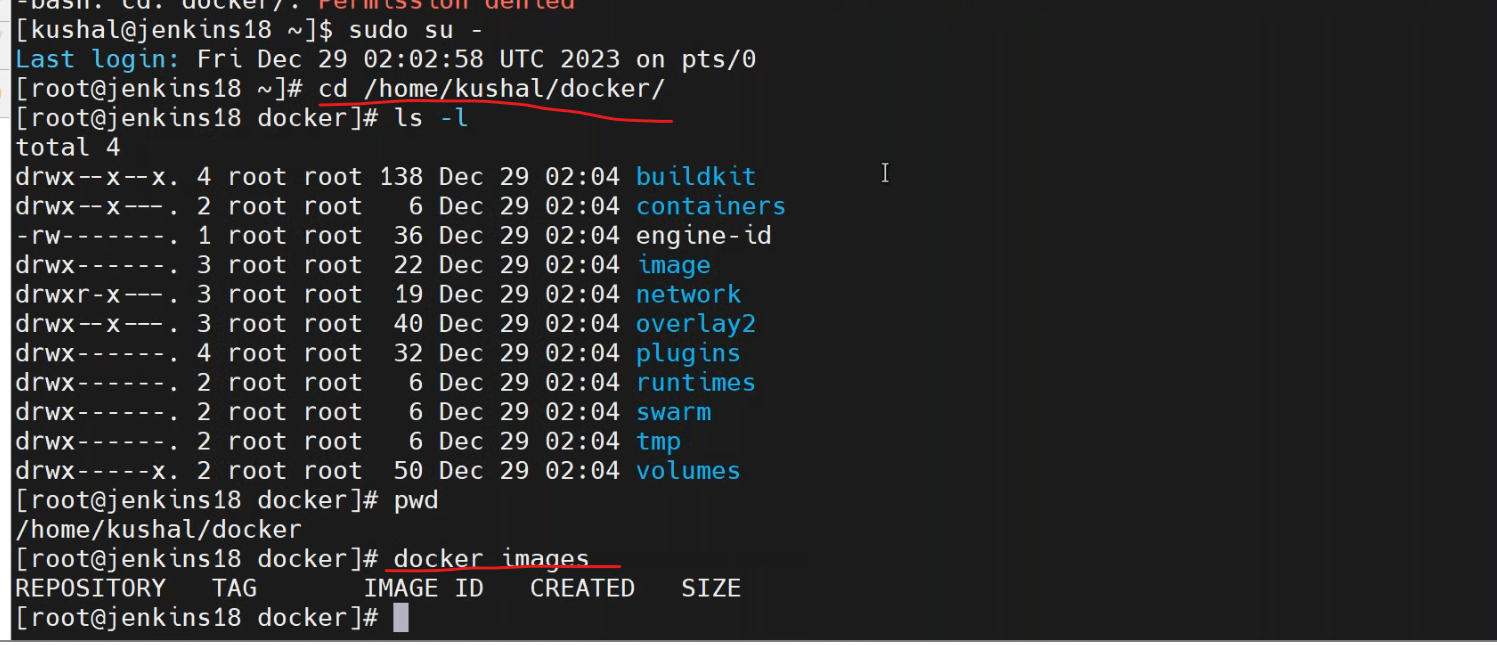 -bash: cd: docker/: Permission denied
[kushal@jenkins18 ~]$ sudo su -
Last login: Fri Dec 29 02:02:58 UTC 2023 on pts/0
[root@jenkins18 ~]# cd /home/kushal/docker/
[root@jenkins18 docker]# ls -l
total 4
drwx--x--x. 4 root root 138 Dec 29 02:04 buildkit
drwx--x---. 2 root root   6 Dec 29 02:04 containers
-rw-------. 1 root root  36 Dec 29 02:04 engine-id
drwx------. 3 root root  22 Dec 29 02:04 image
drwxr-x---. 3 root root  19 Dec 29 02:04 network
drwx--x---. 3 root root  40 Dec 29 02:04 overlay2
drwx------. 4 root root  32 Dec 29 02:04 plugins
drwx------. 2 root root   6 Dec 29 02:04 runtimes
drwx------. 2 root root   6 Dec 29 02:04 swarm
drwx------. 2 root root   6 Dec 29 02:04 tmp
drwx-----x. 2 root root  50 Dec 29 02:04 volumes
[root@jenkins18 docker]# pwd
/home/kushal/docker
[root@jenkins18 docker]# docker images
REPOSITORY   TAG       IMAGE ID   CREATED   SIZE
[root@jenkins18 docker]#